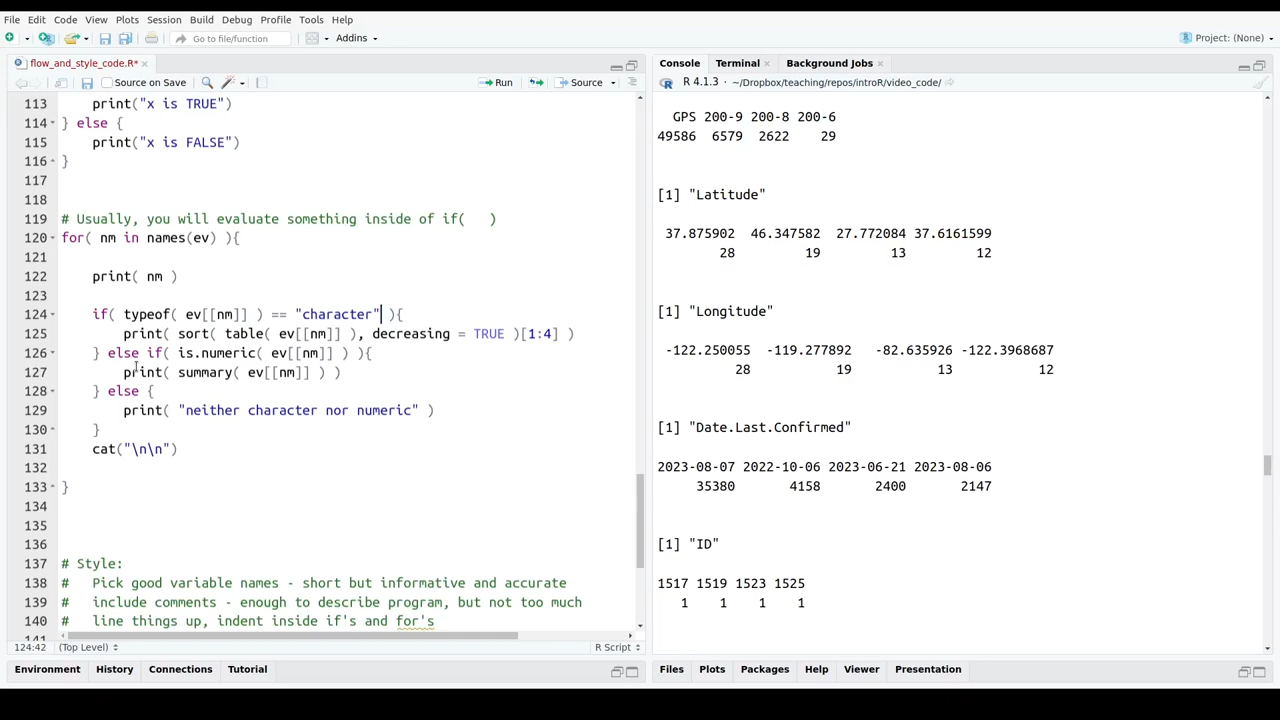 File Edit Code View Plots Session Build Debug Profile Tools Help
Go to file/function Addins Project: (None)
flow_and_style_code.R*
Source on Save Run Source
113 print("x is TRUE")
114 } else {
115 print("x is FALSE")
116 }
117
118
119 # Usually, you will evaluate something inside of if( )
120 for( nm in names(ev) ){
121
122 print( nm )
123
124 if( typeof( ev[[nm]] ) == "character" ){
125 print( sort( table( ev[[nm]] ), decreasing = TRUE )[1:4] )
126 } else if( is.numeric( ev[[nm]] ) ){
127 print( summary( ev[[nm]] ) )
128 } else {
129 print( "neither character nor numeric" )
130 }
131 cat("\n\n")
132
133 }
134
135
136
137 # Style:
138 # Pick good variable names - short but informative and accurate
139 # include comments - enough to describe program, but not too much
140 # line things up, indent inside if's and for's
141
124:42 (Top Level) R Script
Environment History Connections Tutorial
Console Terminal Background Jobs
R 4.1.3 · ~/Dropbox/teaching/repos/introR/video_code/
GPS 200-9 200-8 200-6
49586 6579 2622 29
[1] "Latitude"
37.875902 46.347582 27.772084 37.6161599
28 19 13 12
[1] "Longitude"
-122.250055 -119.277892 -82.635926 -122.3968687
28 19 13 12
[1] "Date.Last.Confirmed"
2023-08-07 2022-10-06 2023-06-21 2023-08-06
35380 4158 2400 2147
[1] "ID"
1517 1519 1523 1525
1 1 1 1
Files Plots Packages Help Viewer Presentation